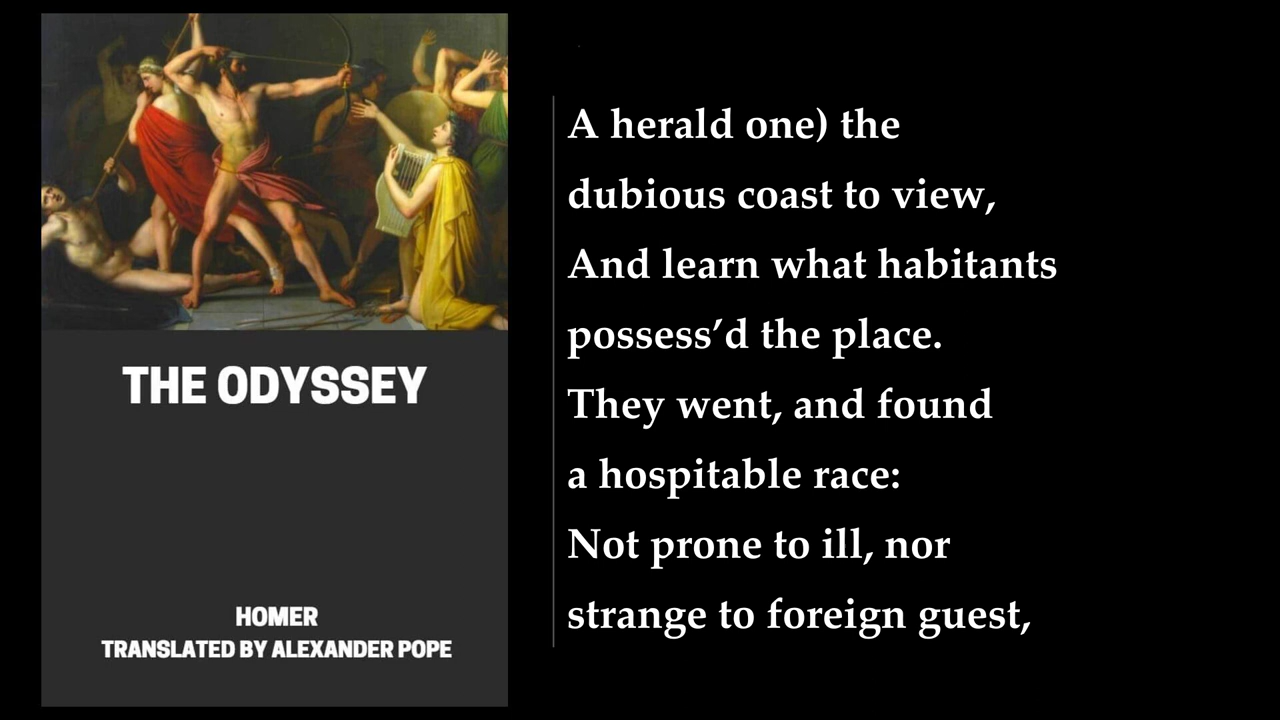 THE ODYSSEY
HOMER
TRANSLATED BY ALEXANDER POPE
A herald one) the
dubious coast to view,
And learn what habitants
possess’d the place.
They went, and found
a hospitable race:
Not prone to ill, nor
strange to foreign guest,